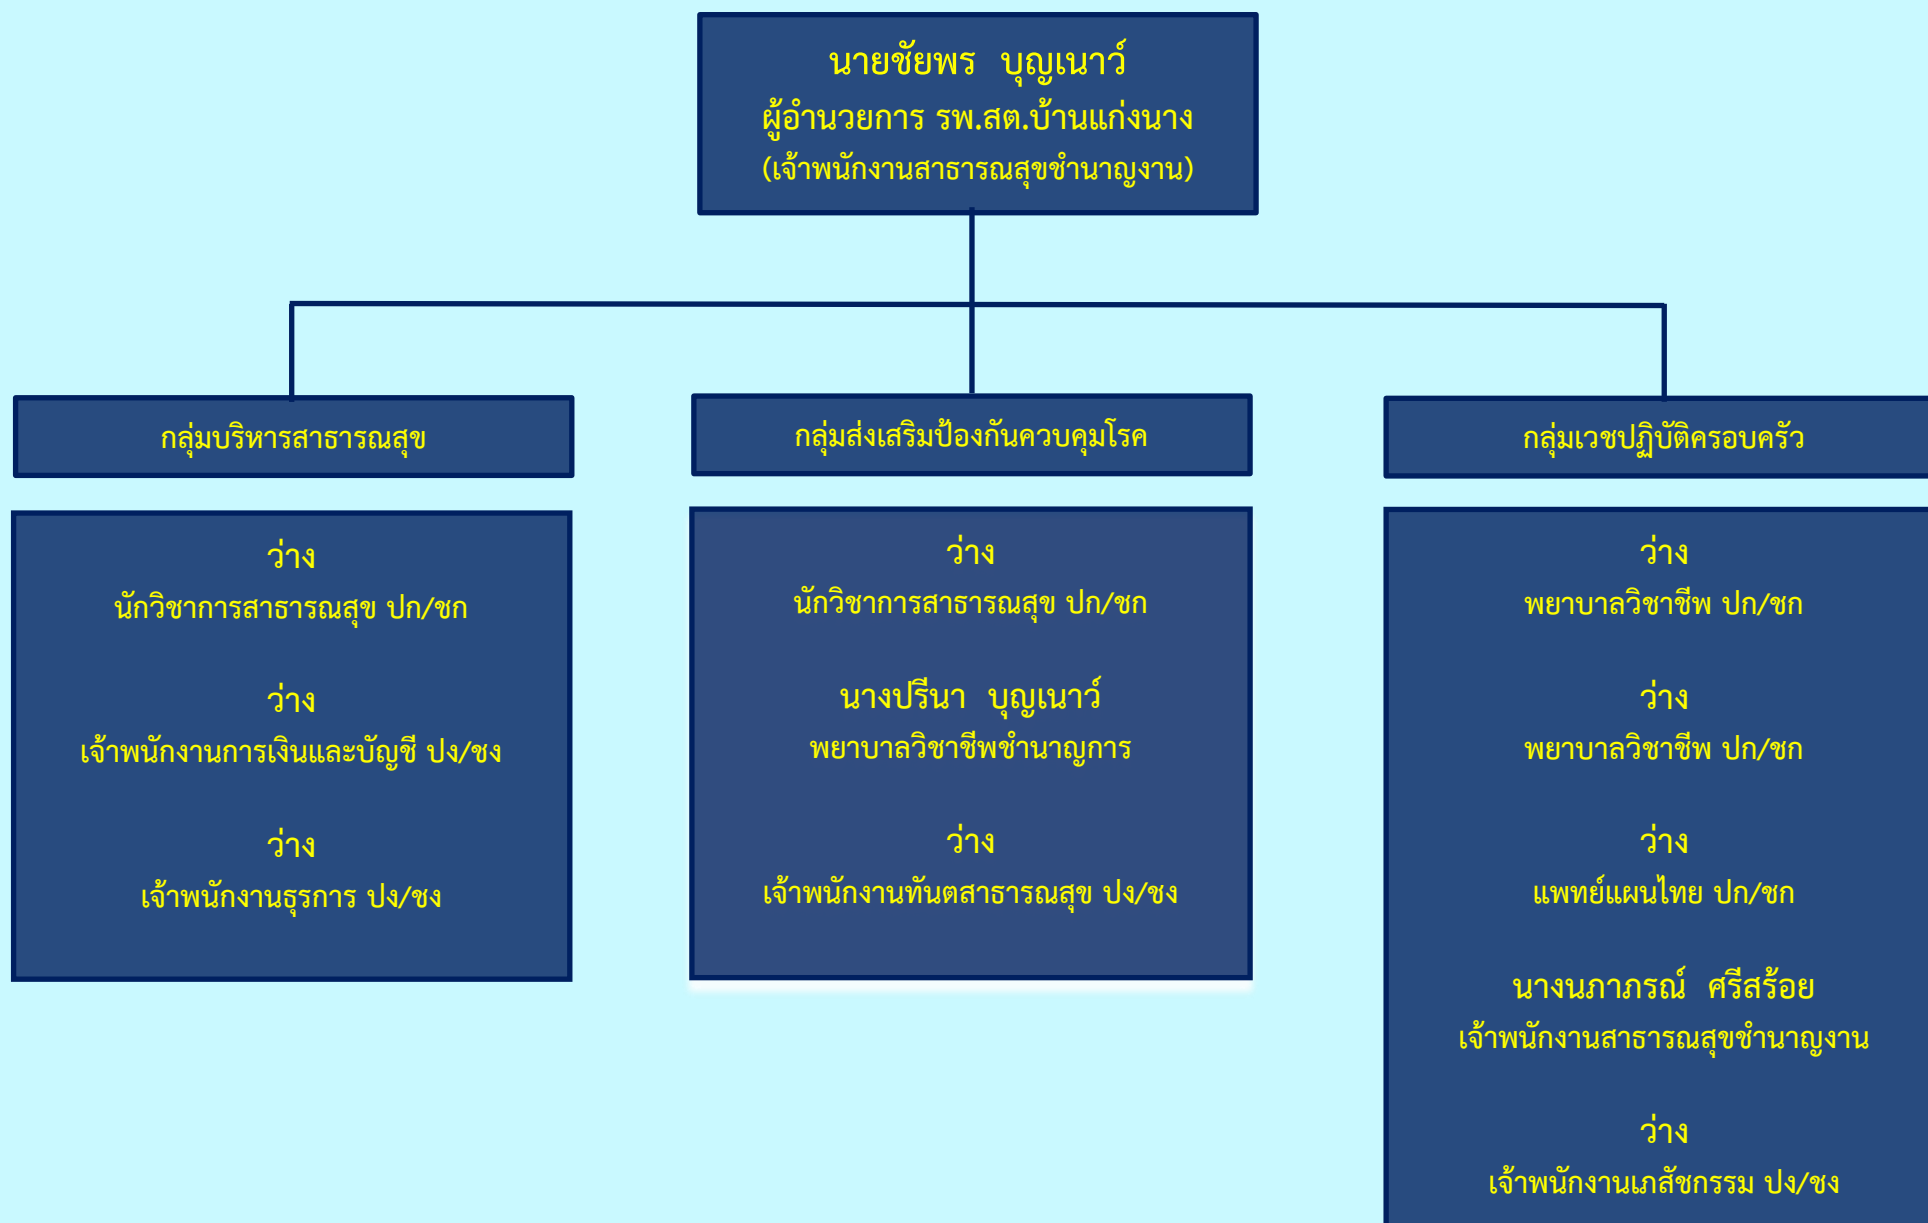 นายชัยพร บุญเนาว์
ผู้อำนวยการ รพ.สต.บ้านแก่งนาง
(เจ้าพนักงานสาธารณสุขชำนาญงาน)
กลุ่มบริหารสาธารณสุข
ว่าง
นักวิชาการสาธารณสุข ปก/ชก
ว่าง
เจ้าพนักงานการเงินและบัญชี ปง/ชง
ว่าง
เจ้าพนักงานธุรการ ปง/ชง
กลุ่มส่งเสริมป้องกันควบคุมโรค
ว่าง
นักวิชาการสาธารณสุข ปก/ชก
นางปรีนา บุญเนาว์
พยาบาลวิชาชีพชำนาญการ
ว่าง
เจ้าพนักงานทันตสาธารณสุข ปง/ชง
กลุ่มเวชปฏิบัติครอบครัว
ว่าง
พยาบาลวิชาชีพ ปก/ชก
ว่าง
พยาบาลวิชาชีพ ปก/ชก
ว่าง
แพทย์แผนไทย ปก/ชก
นางนภาภรณ์ ศรีสร้อย
เจ้าพนักงานสาธารณสุขชำนาญงาน
ว่าง
เจ้าพนักงานเภสัชกรรม ปง/ชง